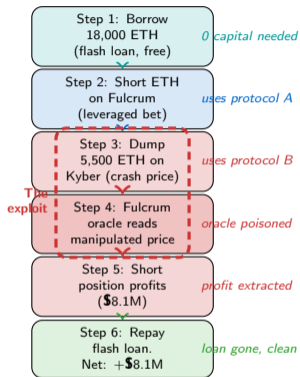 Step 1: Borrow
18,000 ETH
(flash loan, free)
0 capital needed
Step 2: Short ETH
on Fulcrum
(leveraged bet)
uses protocol A
Step 3: Dump
5,500 ETH on
Kyber (crash price)
uses protocol B
The
exploit
Step 4: Fulcrum
oracle reads
manipulated price
oracle poisoned
Step 5: Short
position profits
($8.1M)
profit extracted
Step 6: Repay
flash loan.
Net: +$8.1M
loan gone, clean